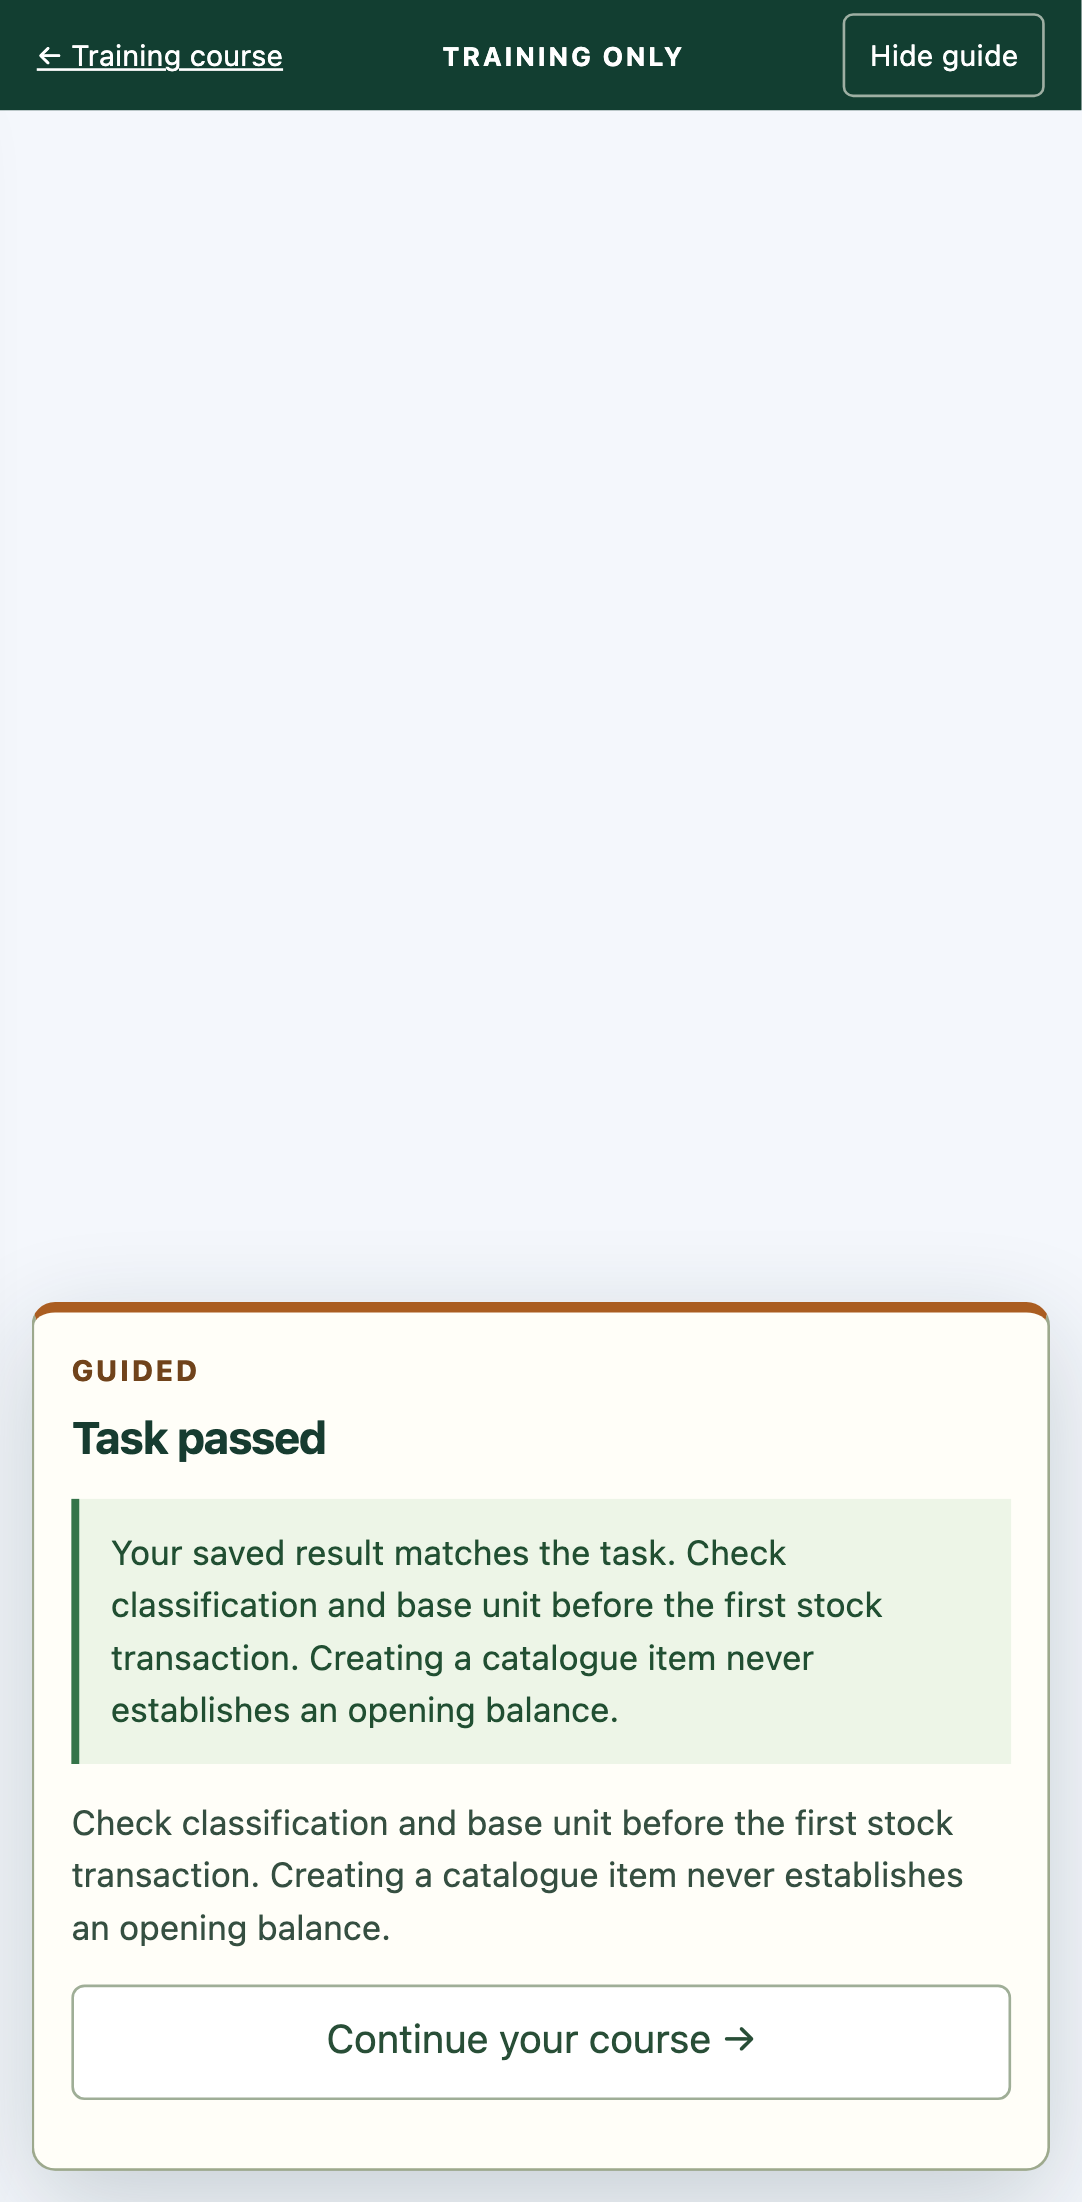 ← Training course
TRAINING ONLY
Hide guide
GUIDED
Task passed
Your saved result matches the task. Check
classification and base unit before the first stock
transaction. Creating a catalogue item never
establishes an opening balance.
Check classification and base unit before the first stock
transaction. Creating a catalogue item never establishes
an opening balance.
Continue your course →